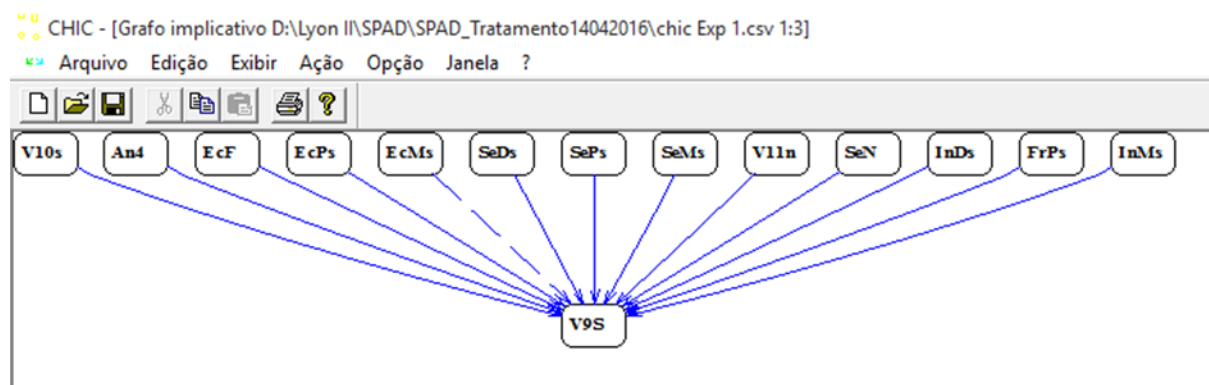 CHIC - [Grafo implicativo D:\Lyon II\SPAD\SPAD_Tratamento14042016\chic Exp 1.csv 1:3]
Arquivo Edição Exibir Ação Opção Janela ?
V10s An4 EcF EcPs EcMs SeDs SePs SeMs V11n SeN InDs FrPs InMs
V9S